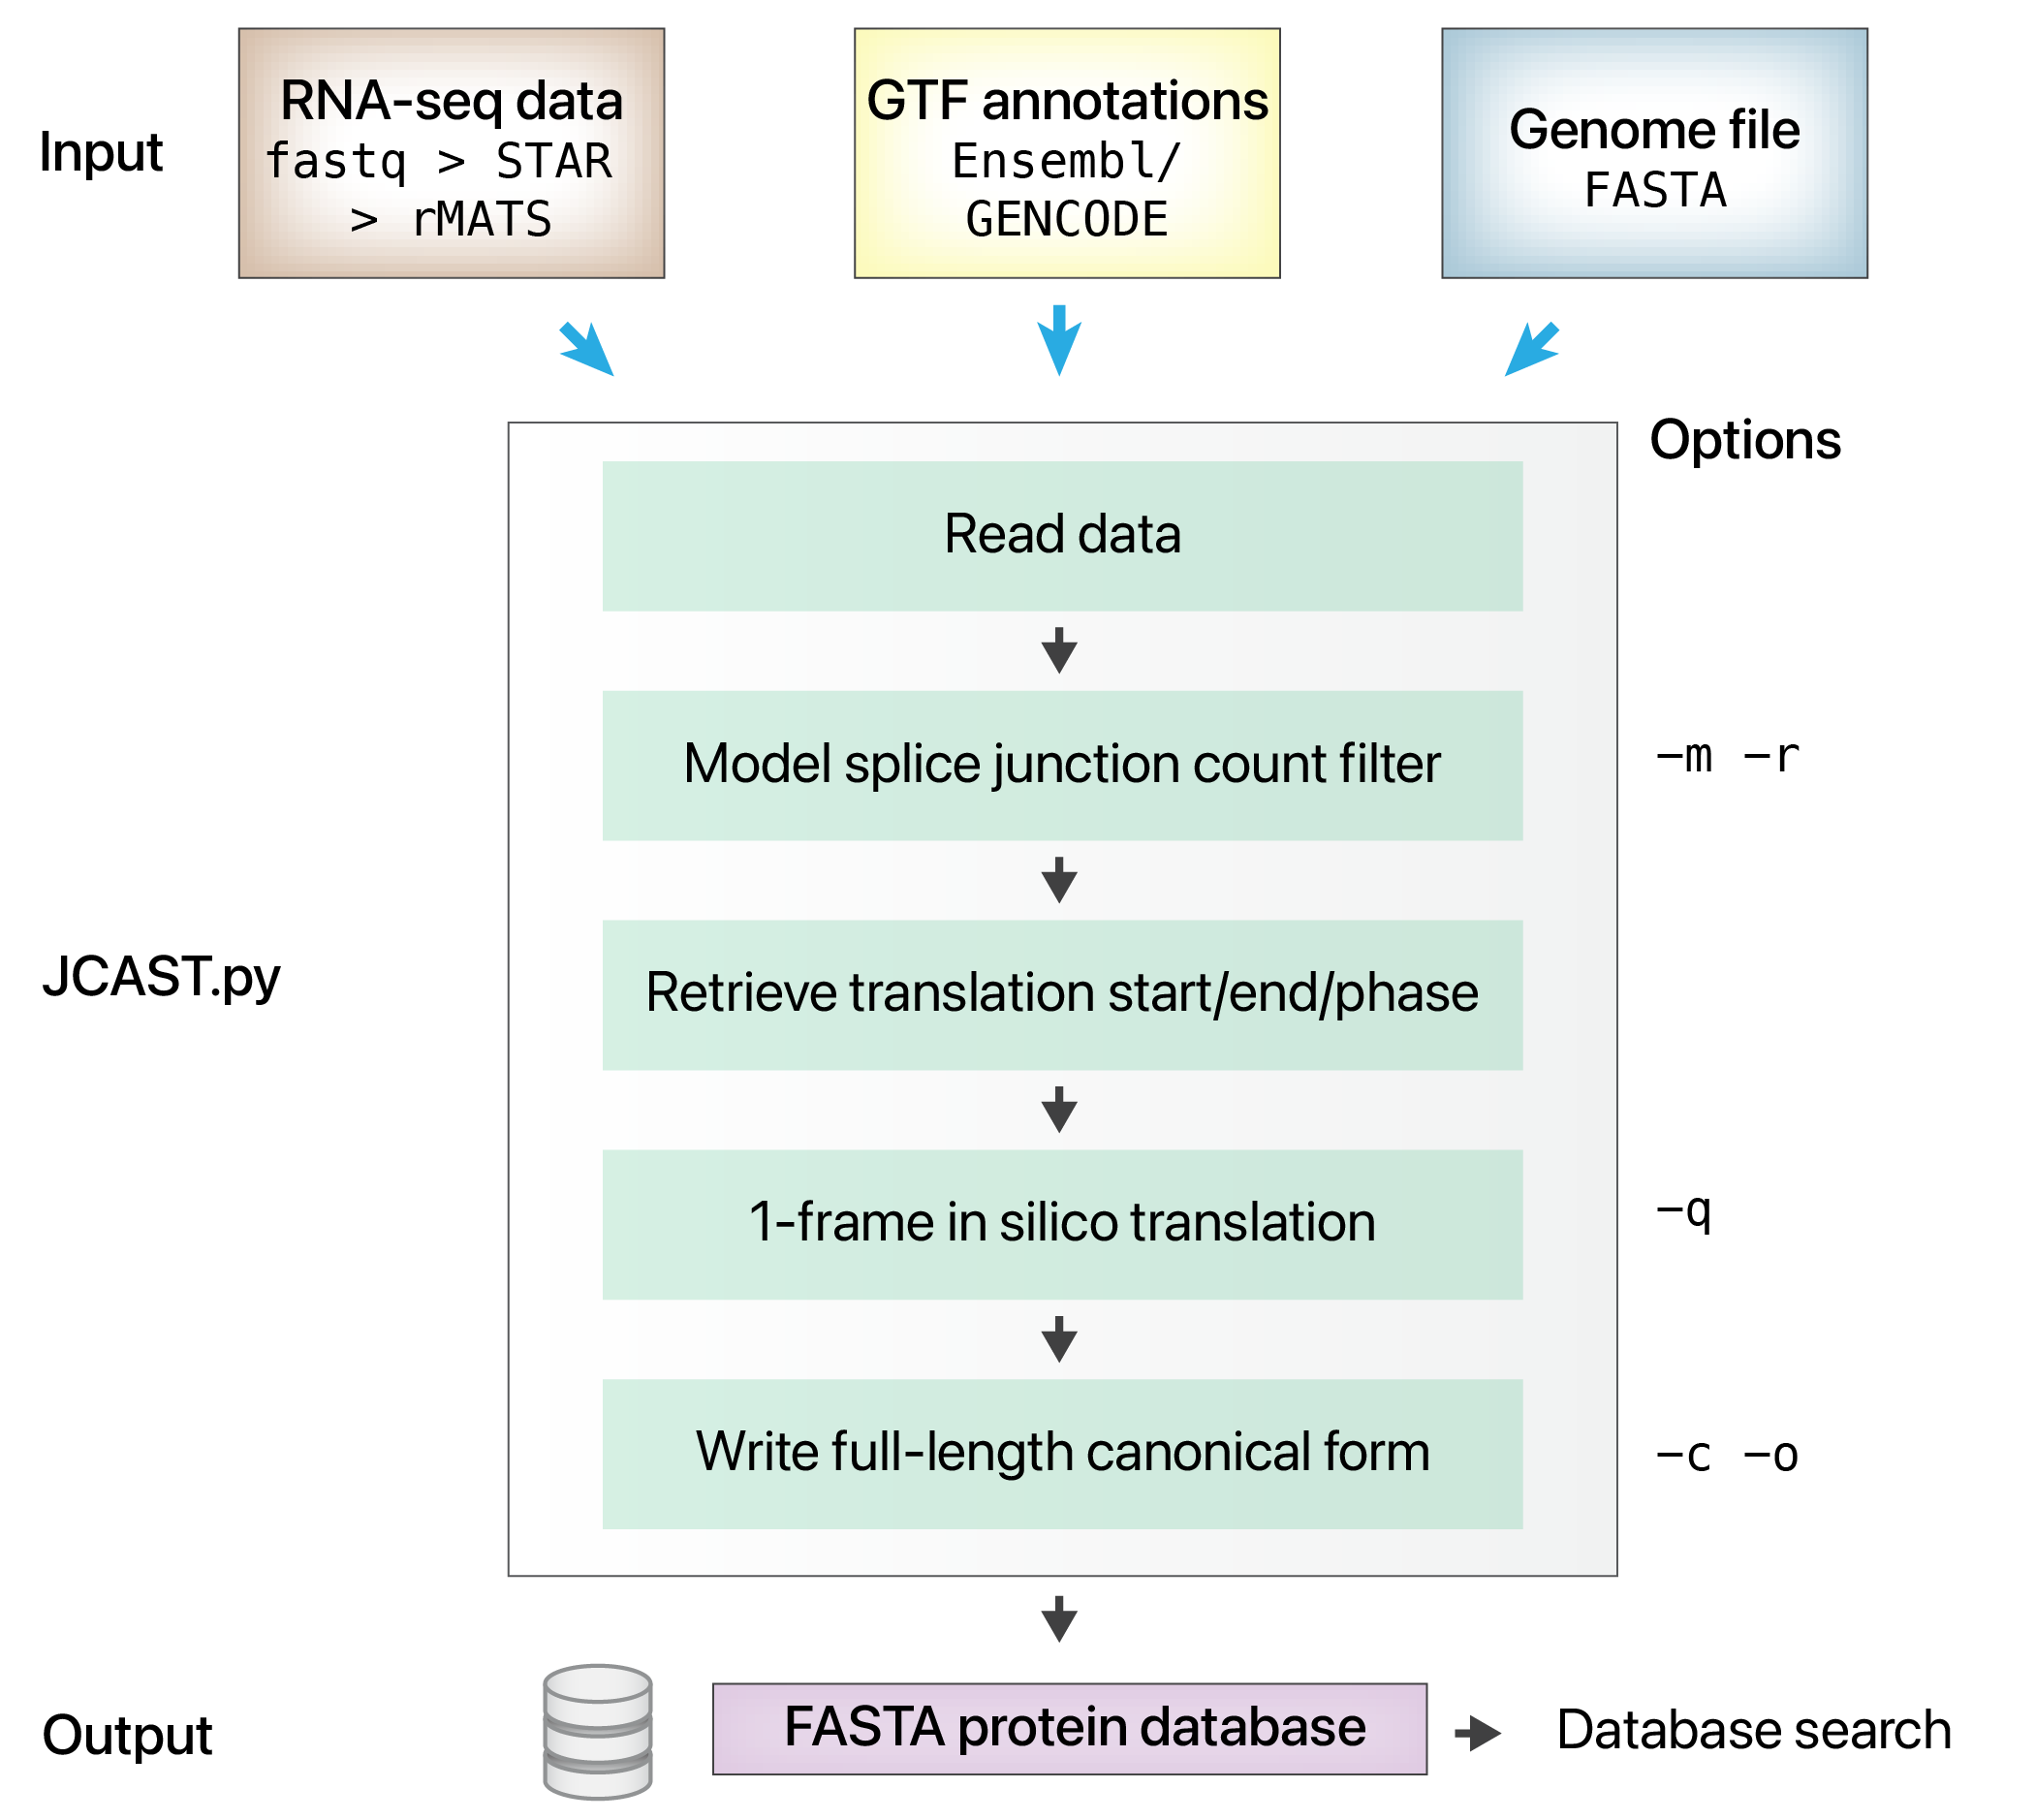 Input
RNA-seq data
fastq > STAR
> rMATS
GTF annotations
Ensembl/
GENCODE
Genome file
FASTA
Options
Read data
Model splice junction count filter
–m –r
JCAST.py
Retrieve translation start/end/phase
1-frame in silico translation
–q
Write full-length canonical form
–c –o
Output
FASTA protein database
Database search